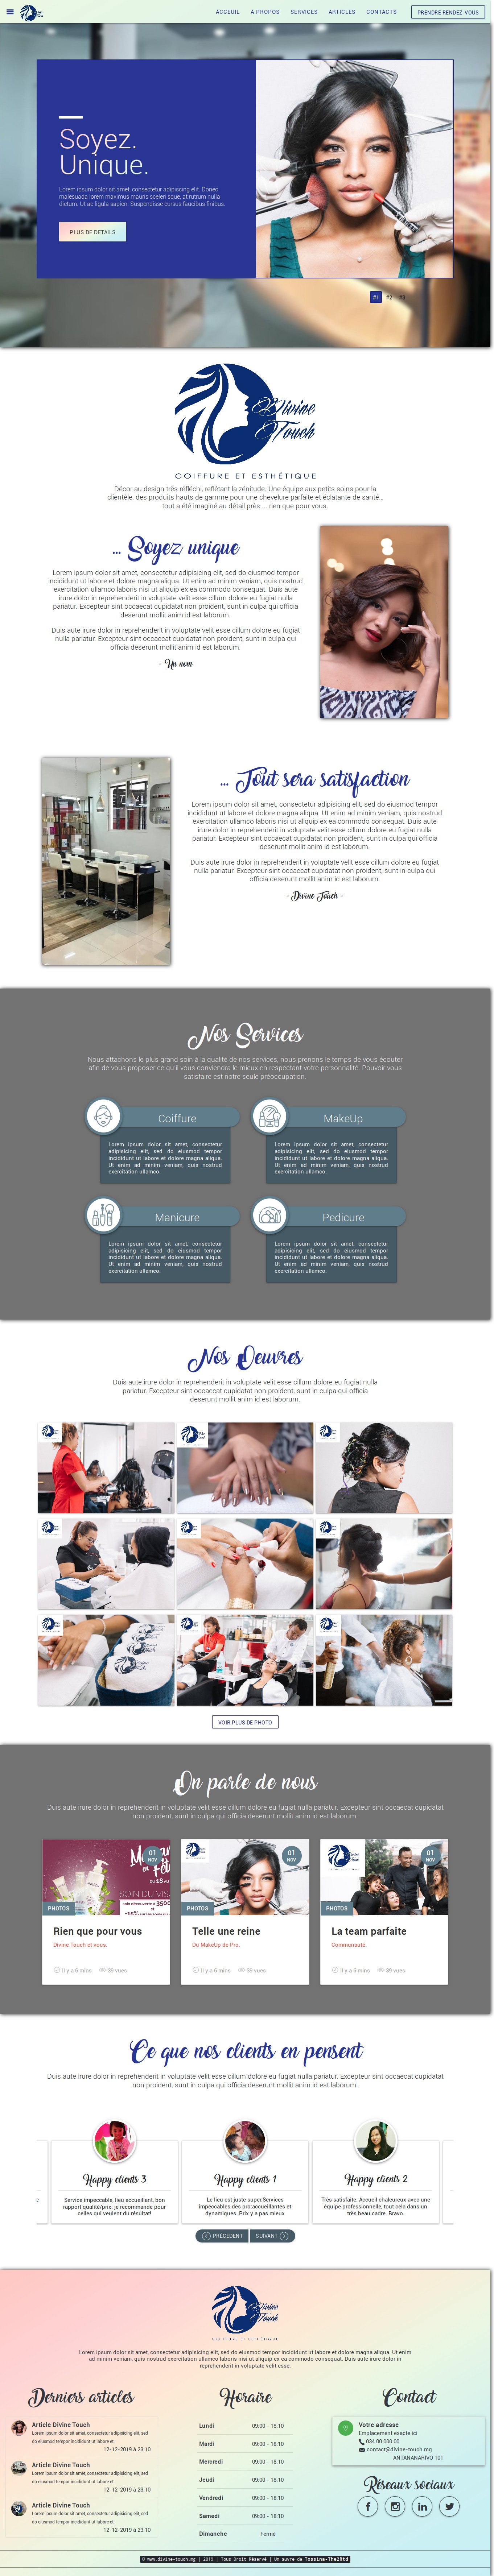 ACCEUIL A PROPOS SERVICES ARTICLES CONTACTS PRENDRE RENDEZ-VOUS
Soyez.
Unique.
Lorem ipsum dolor sit amet, consectetur adipiscing elit. Donec
malesuada lorem maximus mauris sceleri sque, at rutrum nulla
dictum. Ut ac ligula sapien. Suspendisse cursus faucibus finibus.
PLUS DE DETAILS
#1 #2 #3
Divine
Touch
COIFFURE ET ESTHÉTIQUE
Décor au design très réfléchi, reflétant la zénitude. Une équipe aux petits soins pour la
clientèle, des produits hauts de gamme pour une chevelure parfaite et éclatante de santé...
tout a été imaginé au détail près ... rien que pour vous.
... Soyez unique
Lorem ipsum dolor sit amet, consectetur adipisicing elit, sed do eiusmod tempor
incididunt ut labore et dolore magna aliqua. Ut enim ad minim veniam, quis nostrud
exercitation ullamco laboris nisi ut aliquip ex ea commodo consequat. Duis aute
irure dolor in reprehenderit in voluptate velit esse cillum dolore eu fugiat nulla
pariatur. Excepteur sint occaecat cupidatat non proident, sunt in culpa qui officia
deserunt mollit anim id est laborum.
Duis aute irure dolor in reprehenderit in voluptate velit esse cillum dolore eu fugiat
nulla pariatur. Excepteur sint occaecat cupidatat non proident, sunt in culpa qui
officia deserunt mollit anim id est laborum.
- Un nom
... Tout sera satisfaction
Lorem ipsum dolor sit amet, consectetur adipisicing elit, sed do eiusmod tempor
incididunt ut labore et dolore magna aliqua. Ut enim ad minim veniam, quis nostrud
exercitation ullamco laboris nisi ut aliquip ex ea commodo consequat. Duis aute
irure dolor in reprehenderit in voluptate velit esse cillum dolore eu fugiat nulla
pariatur. Excepteur sint occaecat cupidatat non proident, sunt in culpa qui officia
deserunt mollit anim id est laborum.
Duis aute irure dolor in reprehenderit in voluptate velit esse cillum dolore eu fugiat
nulla pariatur. Excepteur sint occaecat cupidatat non proident, sunt in culpa qui
officia deserunt mollit anim id est laborum.
- Divine Touch -
Nos Services
Nous attachons le plus grand soin à la qualité de nos services, nous prenons le temps de vous écouter
afin de vous proposer ce qu'il vous conviendra le mieux en respectant votre personnalité. Pouvoir vous
satisfaire est notre seule préoccupation.
Coiffure
Lorem ipsum dolor sit amet, consectetur
adipisicing elit, sed do eiusmod tempor
incididunt ut labore et dolore magna aliqua.
Ut enim ad minim veniam, quis nostrud
exercitation ullamco.
MakeUp
Lorem ipsum dolor sit amet, consectetur
adipisicing elit, sed do eiusmod tempor
incididunt ut labore et dolore magna aliqua.
Ut enim ad minim veniam, quis nostrud
exercitation ullamco.
Manicure
Lorem ipsum dolor sit amet, consectetur
adipisicing elit, sed do eiusmod tempor
incididunt ut labore et dolore magna aliqua.
Ut enim ad minim veniam, quis nostrud
exercitation ullamco.
Pedicure
Lorem ipsum dolor sit amet, consectetur
adipisicing elit, sed do eiusmod tempor
incididunt ut labore et dolore magna aliqua.
Ut enim ad minim veniam, quis nostrud
exercitation ullamco.
Nos Oeuvres
Duis aute irure dolor in reprehenderit in voluptate velit esse cillum dolore eu fugiat nulla
pariatur. Excepteur sint occaecat cupidatat non proident, sunt in culpa qui officia
deserunt mollit anim id est laborum.
VOIR PLUS DE PHOTO
On parle de nous
Duis aute irure dolor in reprehenderit in voluptate velit esse cillum dolore eu fugiat nulla pariatur. Excepteur sint occaecat cupidatat
non proident, sunt in culpa qui officia deserunt mollit anim id est laborum.
01
NOV
SOIN DU VIS
PHOTOS
Rien que pour vous
Divine Touch et vous.
Il y a 6 mins 39 vues
01
NOV
PHOTOS
Telle une reine
Du MakeUp de Pro.
Il y a 6 mins 39 vues
01
NOV
PHOTOS
La team parfaite
Communauté.
Il y a 6 mins 39 vues
Ce que nos clients en pensent
Duis aute irure dolor in reprehenderit in voluptate velit esse cillum dolore eu fugiat nulla pariatur. Excepteur sint occaecat cupidatat
non proident, sunt in culpa qui officia deserunt mollit anim id est laborum.
Happy clients 3
Service impeccable, lieu accueillant, bon
rapport qualité/prix. je recommande pour
celles qui veulent du résultat!
Happy clients 1
Le lieu est juste super.Services
impeccables des pro:accueillantes et
dynamiques .Prix y a pas mieux
Happy clients 2
Très satisfaite. Accueil chaleureux avec une
équipe professionnelle, tout cela dans un
très beau cadre. Bravo.
PRÉCEDENT SUIVANT
Divine
Touch
COIFFURE ET ESTHÉTIQUE
Lorem ipsum dolor sit amet, consectetur adipisicing elit, sed do eiusmod tempor incididunt ut labore et dolore magna aliqua. Ut enim
ad minim veniam, quis nostrud exercitation ullamco laboris nisi ut aliquip ex ea commodo consequat. Duis aute irure dolor in
reprehenderit in voluptate velit esse.
Derniers articles
Article Divine Touch
Lorem ipsum dolor sit amet, consectetur adipisicing elit, sed
do eiusmod tempor incididunt ut labore et.
12-12-2019 à 23:10
Article Divine Touch
Lorem ipsum dolor sit amet, consectetur adipisicing elit, sed
do eiusmod tempor incididunt ut labore et.
12-12-2019 à 23:10
Article Divine Touch
Lorem ipsum dolor sit amet, consectetur adipisicing elit, sed
do eiusmod tempor incididunt ut labore et.
12-12-2019 à 23:10
Horaire
Lundi 09:00 - 18:10
Mardi 09:00 - 18:10
Mercredi 09:00 - 18:10
Jeudi 09:00 - 18:10
Vendredi 09:00 - 18:10
Samedi 09:00 - 18:10
Dimanche Fermé
Contact
Votre adresse
Emplacement exacte ici
034 00 000 00
contact@divine-touch.mg
ANTANANARIVO 101
Réseaux sociaux
© www.divine-touch.mg | 2019 | Tous Droit Réservé | Un œuvre de Tossina-The2Rtd